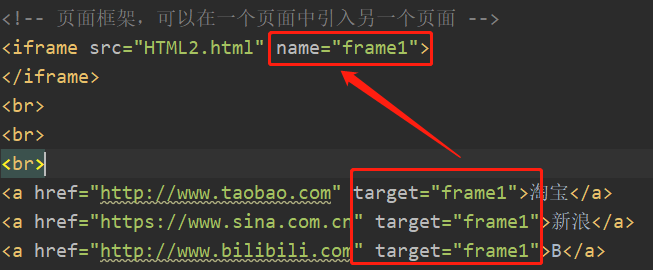 <!-- 页面框架，可以在一个页面中引入另一个页面 -->
<iframe src="HTML2.html" name="frame1">
</iframe>
<br>
<br>
<br>
<a href="http://www.taobao.com" target="frame1">淘宝</a>
<a href="https://www.sina.com.cn" target="frame1">新浪</a>
<a href="http://www.bilibili.com" target="frame1">B</a>